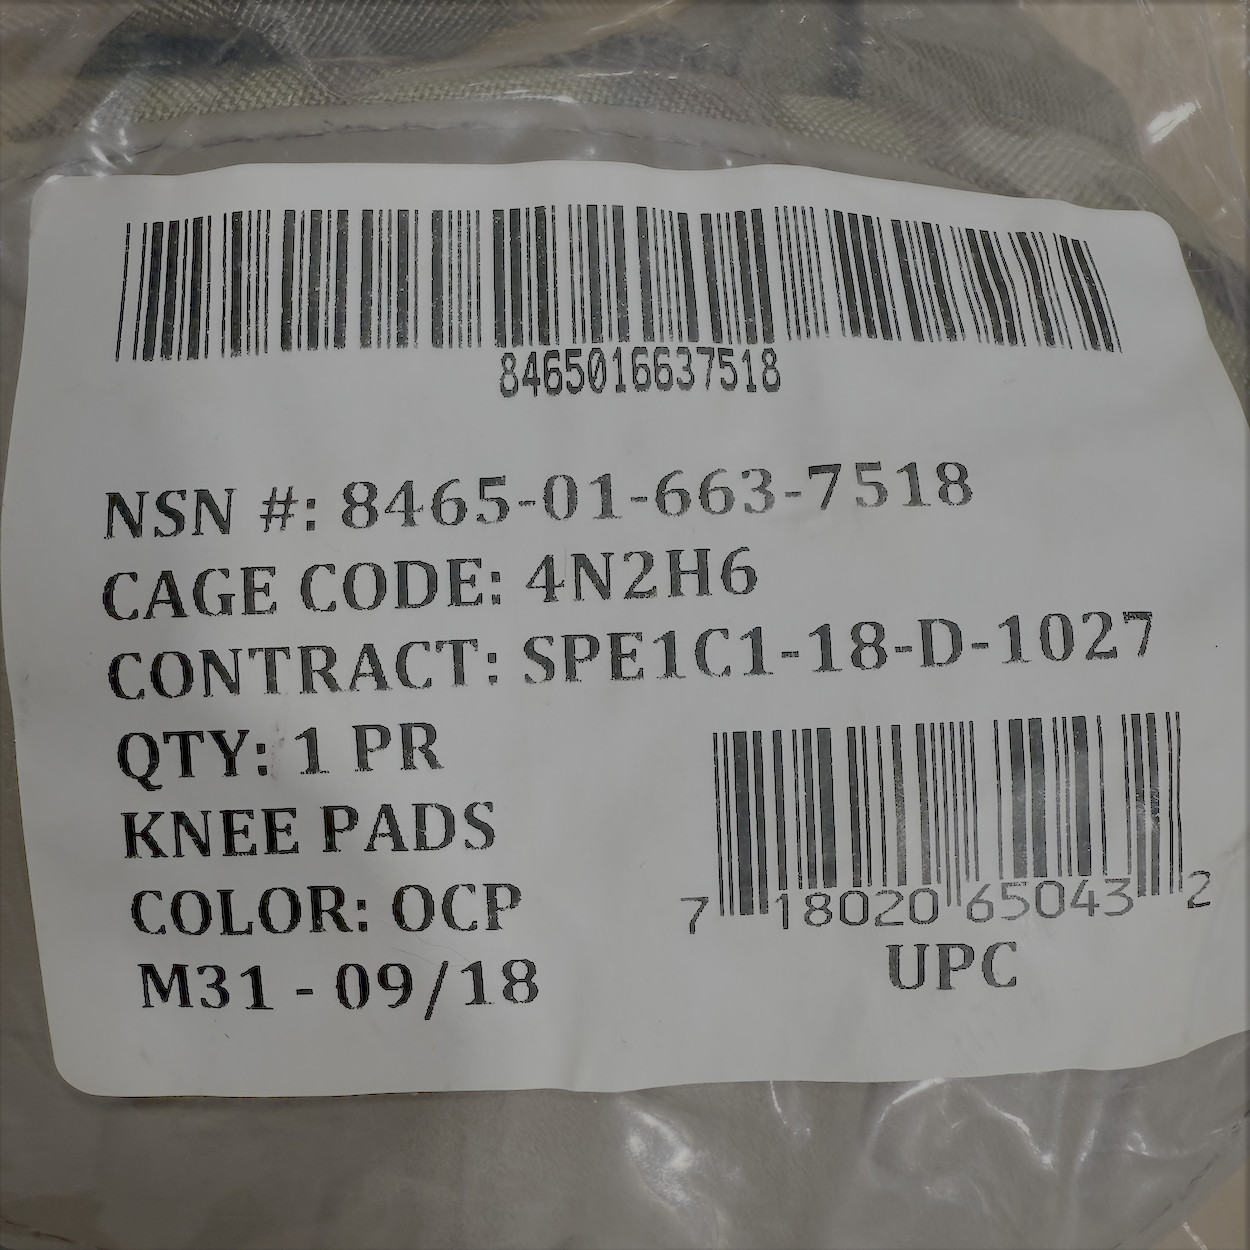 8465016637518
NSN #: 8465-01-663-7518
CAGE CODE: 4N2H6
CONTRACT: SPE1C1-18-D-1027
QTY: 1 PR
KNEE PADS
COLOR: OCP
M31 - 09/18
7 18020 65043 2
UPC